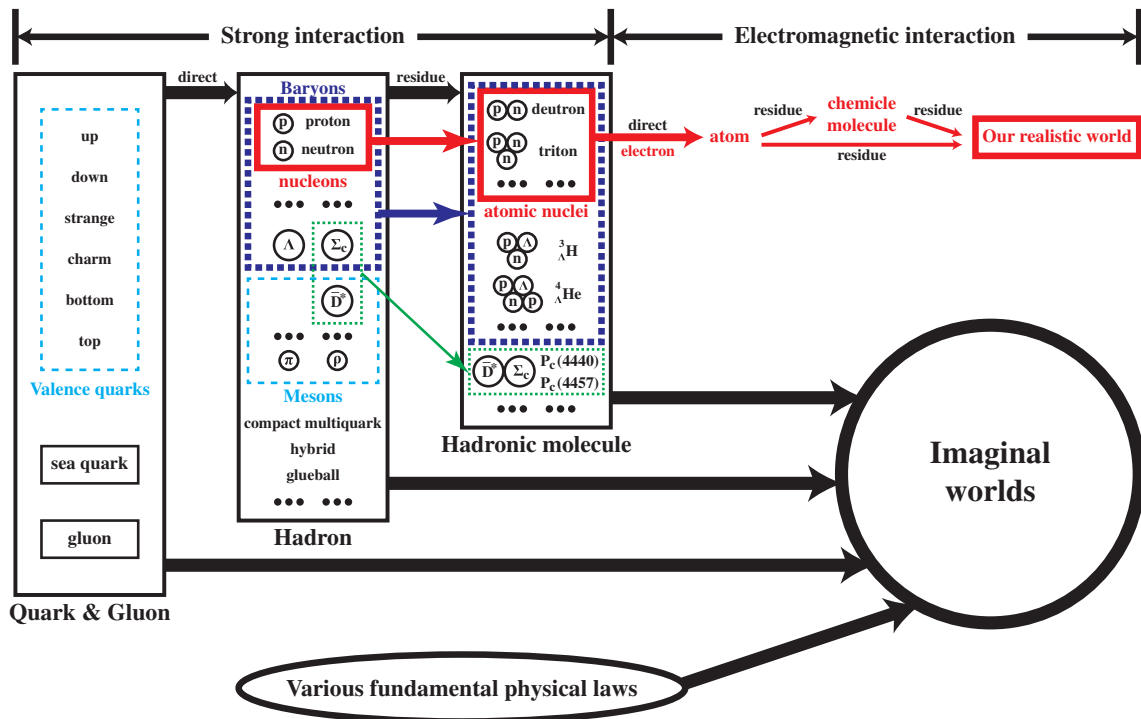 Strong interaction
Electromagnetic interaction
direct
residue
up
down
strange
charm
bottom
top
Valence quarks
sea quark
gluon
Quark & Gluon
Baryons
p proton
n neutron
nucleons
••• •••
Λ Σc
D̄*
••• •••
π ρ
Mesons
compact multiquark
hybrid
glueball
••• •••
Hadron
p n deutron
p n
n
triton
••• •••
atomic nuclei
p Λ
n
³ΛH
p Λ
n p
⁴ΛHe
••• •••
D̄* Σc
Pc(4440)
Pc(4457)
••• •••
Hadronic molecule
direct
electron
atom
residue
chemicle
molecule
residue
residue
Our realistic world
Imaginal
worlds
Various fundamental physical laws